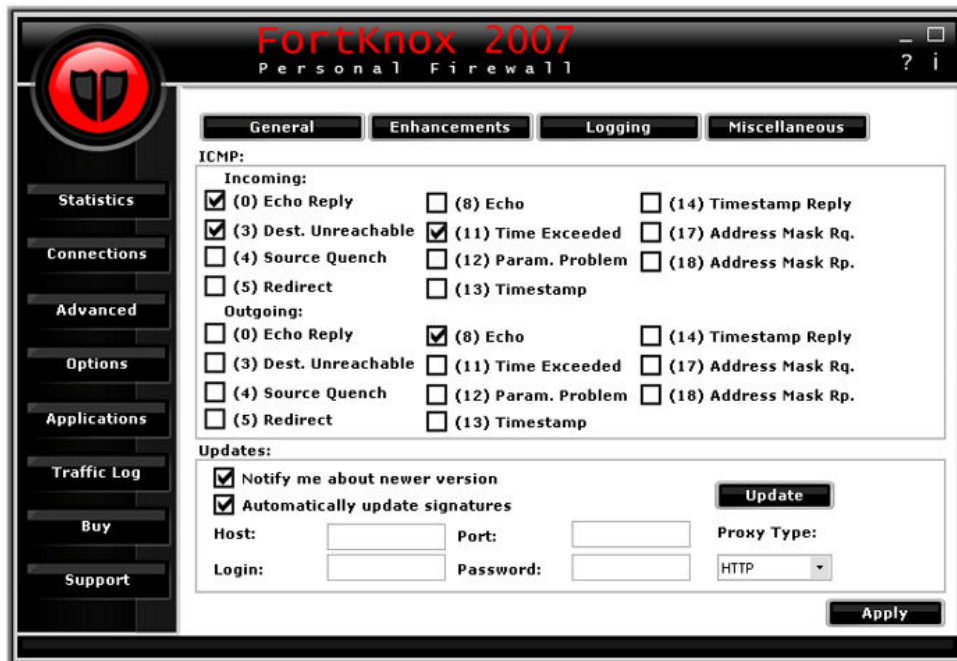 FortKnox 2007
Personal Firewall
? i
General Enhancements Logging Miscellaneous
Statistics
Connections
Advanced
Options
Applications
Traffic Log
Buy
Support
ICMP:
Incoming:
(0) Echo Reply (8) Echo (14) Timestamp Reply
(3) Dest. Unreachable (11) Time Exceeded (17) Address Mask Rq.
(4) Source Quench (12) Param. Problem (18) Address Mask Rp.
(5) Redirect (13) Timestamp
Outgoing:
(0) Echo Reply (8) Echo (14) Timestamp Reply
(3) Dest. Unreachable (11) Time Exceeded (17) Address Mask Rq.
(4) Source Quench (12) Param. Problem (18) Address Mask Rp.
(5) Redirect (13) Timestamp
Updates:
Notify me about newer version
Automatically update signatures
Update
Host: Port: Proxy Type:
Login: Password: HTTP
Apply